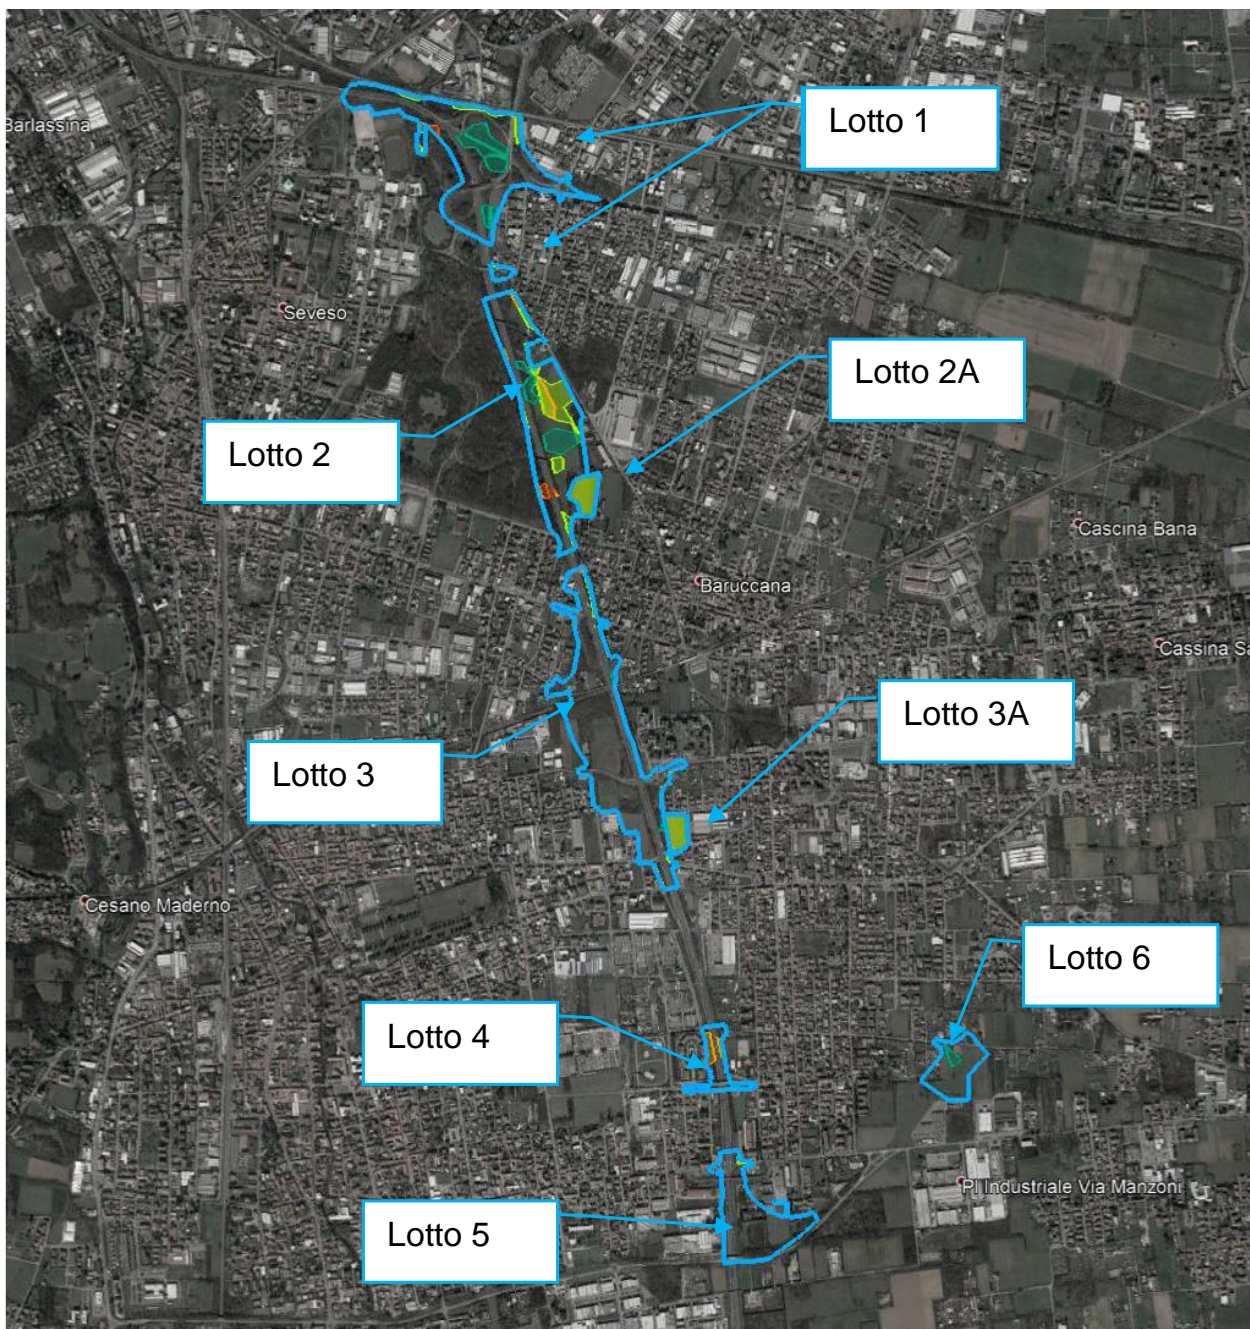 Lotto 1
Barlassina
Seveso
Lotto 2A
Lotto 2
Cascina Bana
Baruccana
Cassina Sa
Lotto 3A
Lotto 3
Cesano Maderno
Lotto 6
Lotto 4
PI Industriale Via Manzoni
Lotto 5